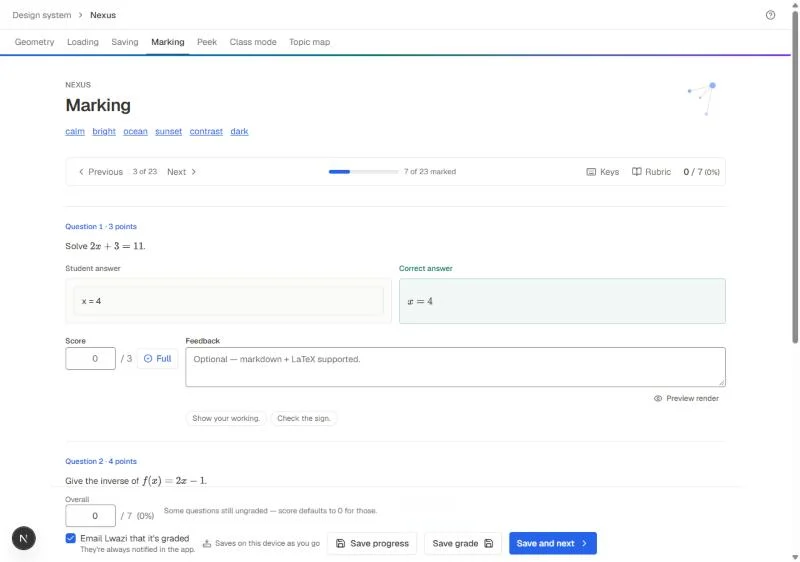 Design system > Nexus
Geometry Loading Saving Marking Peek Class mode Topic map
NEXUS
Marking
calm bright ocean sunset contrast dark
Previous 3 of 23 Next 7 of 23 marked Keys Rubric 0 / 7 (0%)
Question 1 · 3 points
Solve 2x + 3 = 11.
Student answer Correct answer
x = 4 x = 4
Score Feedback
0 / 3 Full Optional — markdown + LaTeX supported.
Preview render
Show your working. Check the sign.
Question 2 · 4 points
Give the inverse of f(x) = 2x − 1.
Overall
0 / 7 (0%) Some questions still ungraded — score defaults to 0 for those.
N Email Lwazi that it's graded Saves on this device as you go Save progress Save grade Save and next
They're always notified in the app.